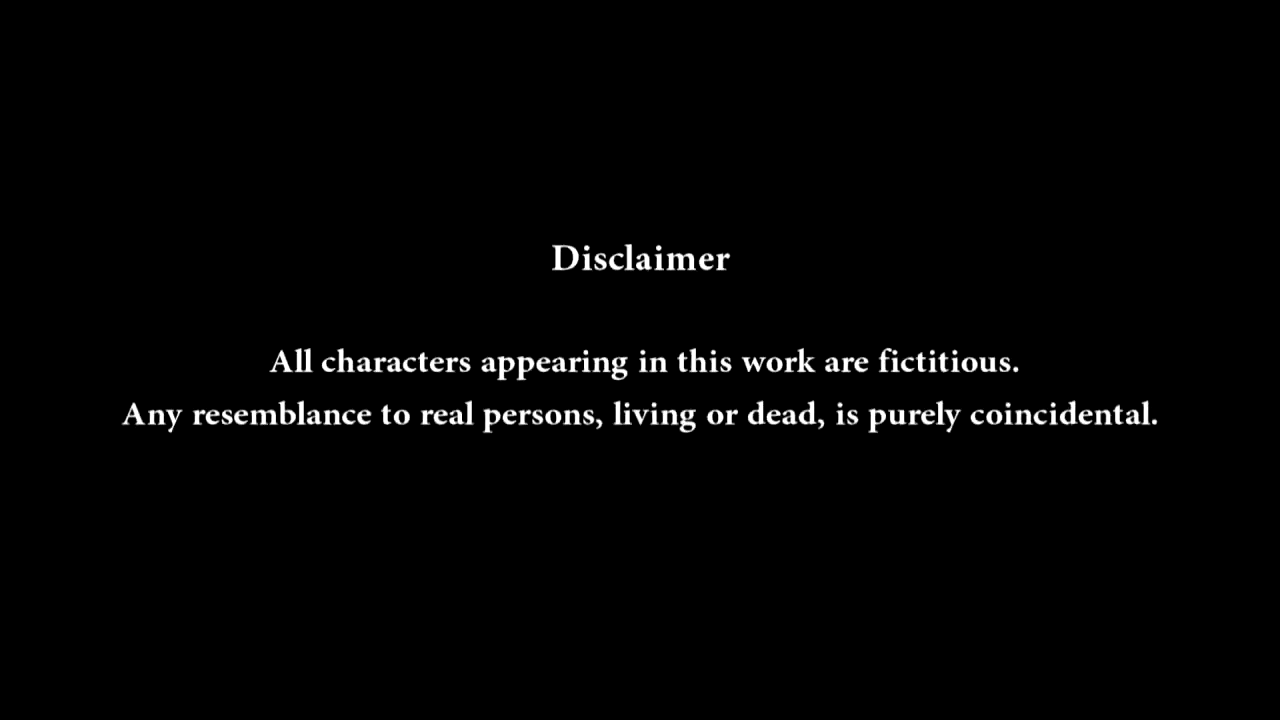 Disclaimer
All characters appearing in this work are fictitious.
Any resemblance to real persons, living or dead, is purely coincidental.